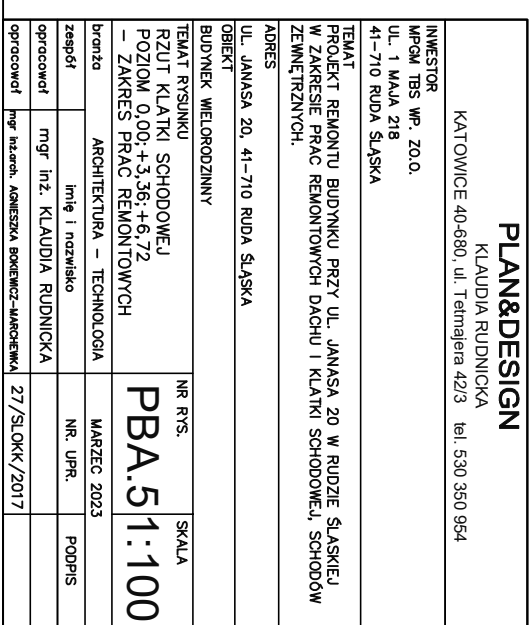 PLAN&DESIGN
KLAUDIA RUDNICKA
KATOWICE 40-680, ul. Tetmajera 42/3 tel. 530 350 954
INWESTOR
MPGM TBS WP. ZO.O.
UL. 1 MAJA 218
41-710 RUDA ŚLĄSKA
TEMAT
PROJEKT REMONTU BUDYNKU PRZY UL. JANASA 20 W RUDZIE ŚLASKIEJ
W ZAKRESIE PRAC REMONTOWYCH DACHU I KLATKI SCHODOWEJ, SCHODÓW
ZEWNĘTRZNYCH.
ADRES
UL. JANASA 20, 41-710 RUDA ŚLĄSKA
OBIEKT
BUDYNEK WIELORODZINNY
TEMAT RYSUNKU NR RYS. SKALA
RZUT KLATKI SCHODOWEJ
POZIOM 0,00;+3,36;+6,72
- ZAKRES PRAC REMONTOWYCH
PBA.5 1:100
branża ARCHITEKTURA - TECHNOLOGIA MARZEC 2023
zespół imię i nazwisko NR. UPR. PODPIS
opracował mgr inż. KLAUDIA RUDNICKA
opracował mgr inż.arch. AGNIESZKA BOKIEWICZ-MARCHEWKA 27/SLOKK/2017